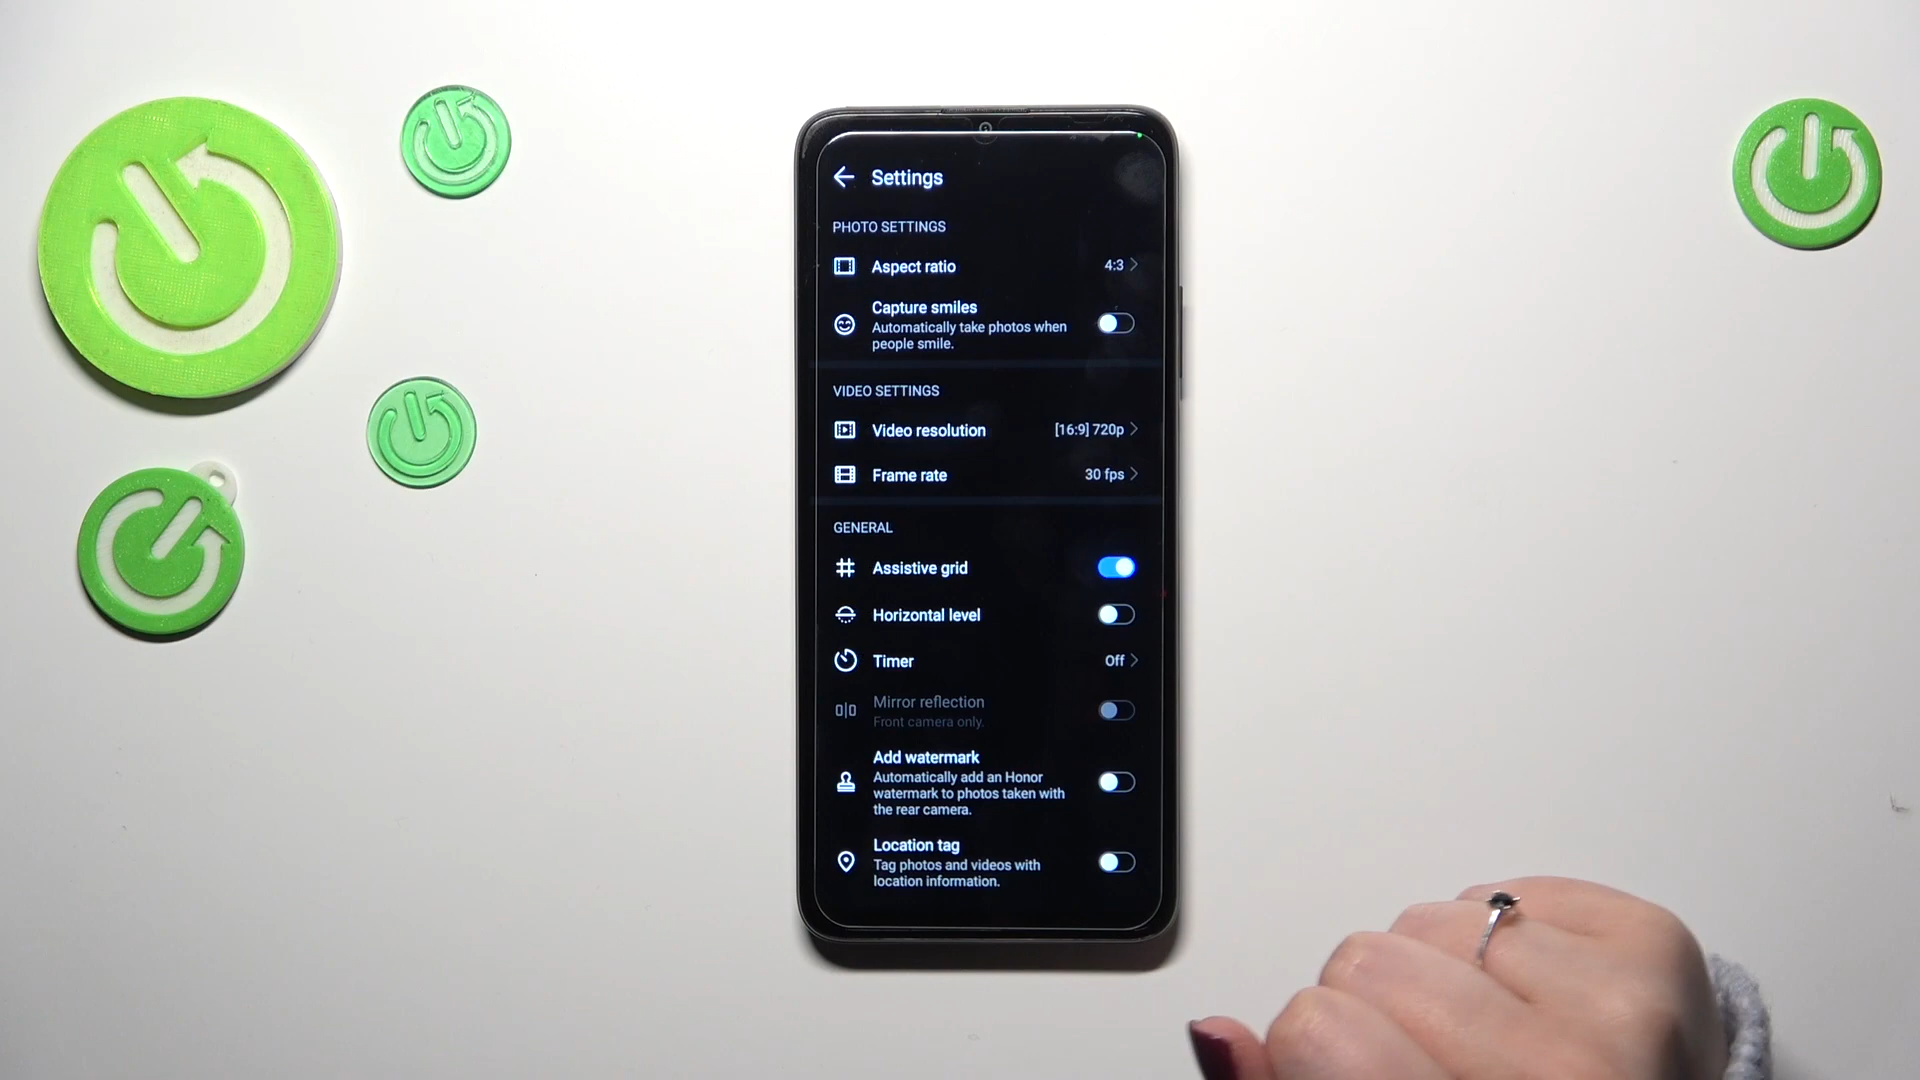 Settings
PHOTO SETTINGS
Aspect ratio 4:3
Capture smiles
Automatically take photos when
people smile.
VIDEO SETTINGS
Video resolution [16:9] 720p
Frame rate 30 fps
GENERAL
Assistive grid
Horizontal level
Timer Off
Mirror reflection
Front camera only.
Add watermark
Automatically add an Honor
watermark to photos taken with
the rear camera.
Location tag
Tag photos and videos with
location information.